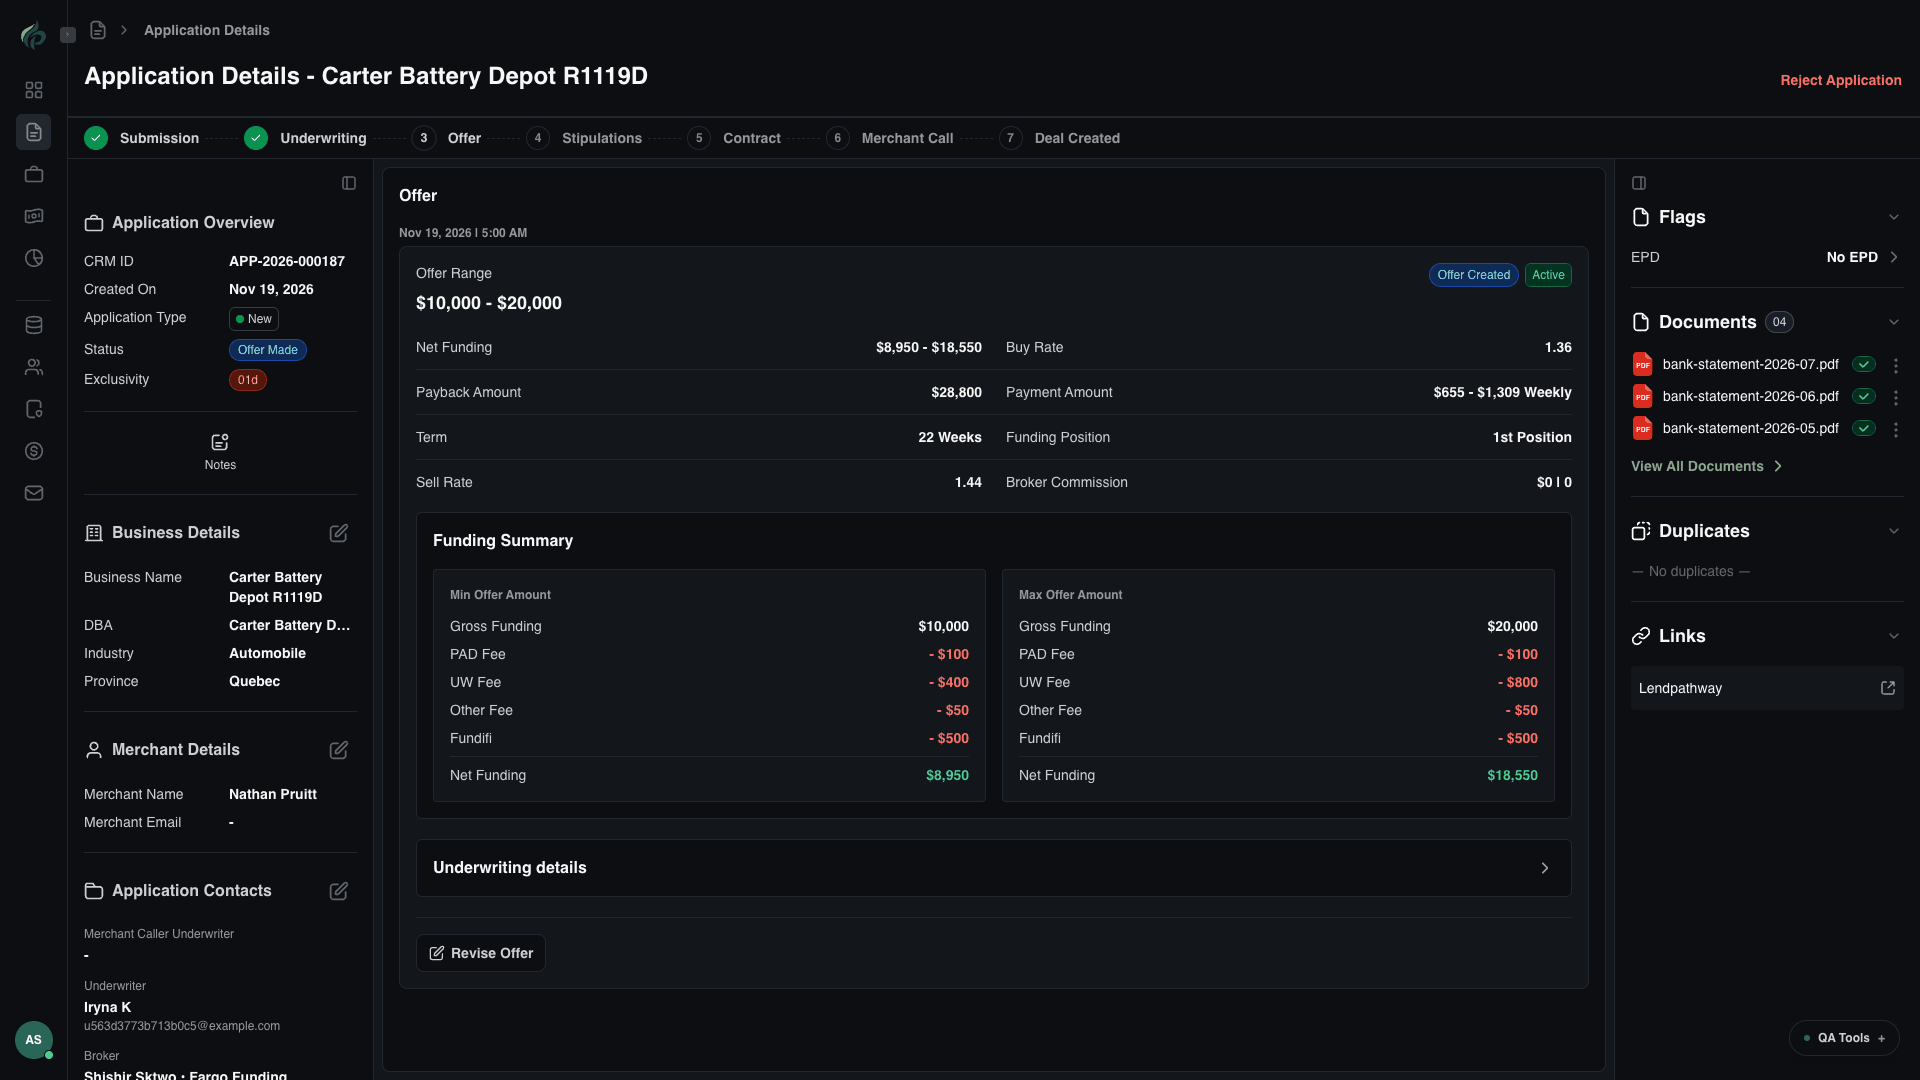 Application Details
Application Details - Carter Battery Depot R1119D
Reject Application
Submission
Underwriting
3 Offer
4 Stipulations
5 Contract
6 Merchant Call
7 Deal Created
Application Overview
CRM ID APP-2026-000187
Created On Nov 19, 2026
Application Type New
Status Offer Made
Exclusivity 01d
Notes
Business Details
Business Name Carter Battery
Depot R1119D
DBA Carter Battery D...
Industry Automobile
Province Quebec
Merchant Details
Merchant Name Nathan Pruitt
Merchant Email -
Application Contacts
Merchant Caller Underwriter
-
Underwriter
Iryna K
u563d3773b713b0c5@example.com
Broker
Shishir Sktwo • Fargo Funding
AS
Offer
Nov 19, 2026 | 5:00 AM
Offer Range
Offer Created Active
$10,000 - $20,000
Net Funding $8,950 - $18,550 Buy Rate 1.36
Payback Amount $28,800 Payment Amount $655 - $1,309 Weekly
Term 22 Weeks Funding Position 1st Position
Sell Rate 1.44 Broker Commission $0 | 0
Funding Summary
Min Offer Amount
Gross Funding $10,000
PAD Fee - $100
UW Fee - $400
Other Fee - $50
Fundifi - $500
Net Funding $8,950
Max Offer Amount
Gross Funding $20,000
PAD Fee - $100
UW Fee - $800
Other Fee - $50
Fundifi - $500
Net Funding $18,550
Underwriting details
Revise Offer
Flags
EPD No EPD
Documents 04
PDF bank-statement-2026-07.pdf
PDF bank-statement-2026-06.pdf
PDF bank-statement-2026-05.pdf
View All Documents
Duplicates
— No duplicates —
Links
Lendpathway
QA Tools +